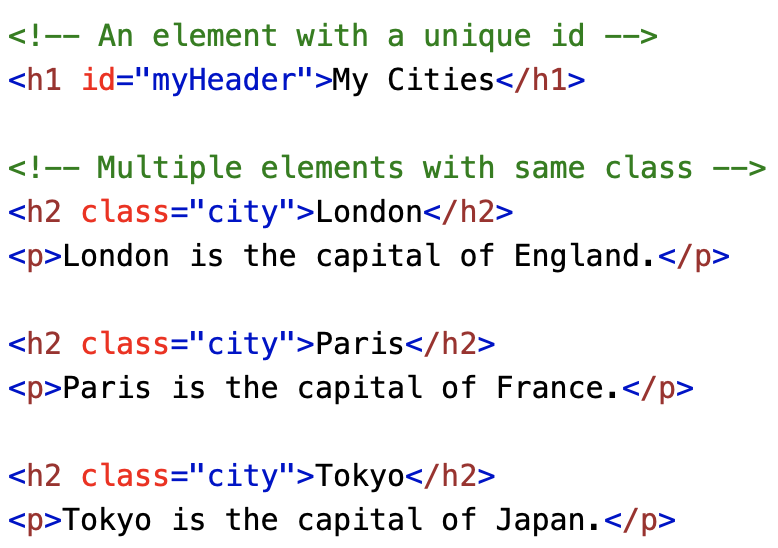 <!-- An element with a unique id -->
<h1 id="myHeader">My Cities</h1>
<!-- Multiple elements with same class -->
<h2 class="city">London</h2>
<p>London is the capital of England.</p>
<h2 class="city">Paris</h2>
<p>Paris is the capital of France.</p>
<h2 class="city">Tokyo</h2>
<p>Tokyo is the capital of Japan.</p>